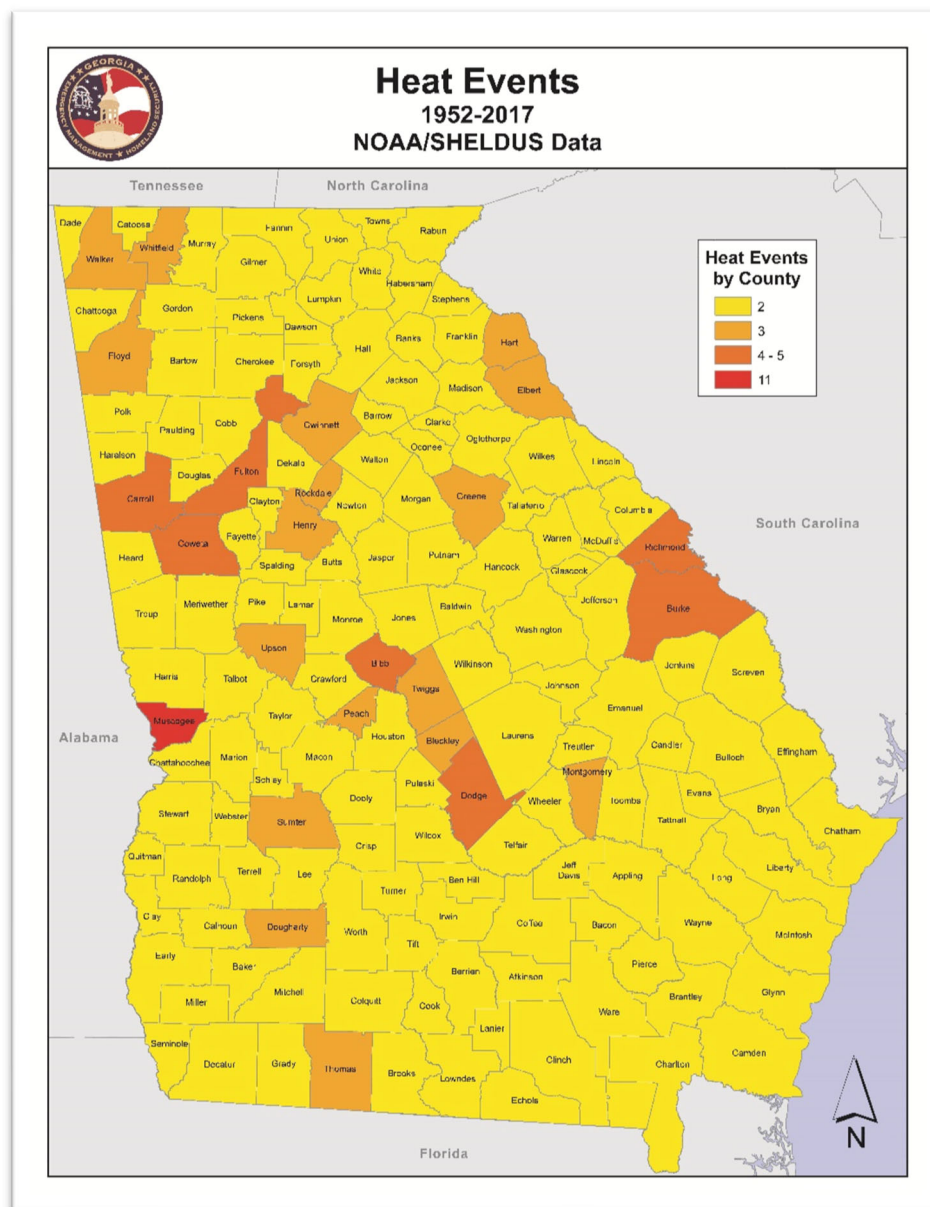 GEORGIA
EMERGENCY MANAGEMENT ★ HOMELAND SECURITY
Heat Events
1952-2017
NOAA/SHELDUS Data
Tennessee
North Carolina
Heat Events
by County
2
3
4 - 5
11
South Carolina
Alabama
Florida
N
Dade
Catoosa
Whitfield
Murray
Fannin
Union
Towns
Rabun
Walker
Gilmer
White
Habersham
Chattooga
Gordon
Pickens
Lumpkin
Dawson
Stephens
Floyd
Bartow
Cherokee
Forsyth
Hall
Banks
Franklin
Hart
Jackson
Madison
Elbert
Polk
Paulding
Cobb
Gwinnett
Barrow
Clarke
Oconee
Oglethorpe
Wilkes
Lincoln
Haralson
Douglas
Fulton
Dekalb
Walton
Carroll
Clayton
Rockdale
Newton
Morgan
Greene
Taliaferro
Columbia
Henry
Coweta
Fayette
Warren
McDuffie
Richmond
Heard
Spalding
Butts
Jasper
Putnam
Hancock
Glascock
Troup
Meriwether
Pike
Lamar
Monroe
Jones
Baldwin
Jefferson
Burke
Washington
Upson
Bibb
Wilkinson
Jenkins
Screven
Harris
Talbot
Crawford
Twiggs
Johnson
Emanuel
Muscogee
Taylor
Peach
Houston
Bleckley
Laurens
Treutlen
Candler
Bulloch
Effingham
Chattahoochee
Marion
Macon
Schley
Pulaski
Montgomery
Dodge
Wheeler
Toombs
Evans
Tattnall
Bryan
Chatham
Stewart
Webster
Sumter
Dooly
Wilcox
Crisp
Telfair
Quitman
Randolph
Terrell
Lee
Turner
Ben Hill
Jeff
Davis
Appling
Long
Liberty
Clay
Calhoun
Dougherty
Worth
Tift
Irwin
Coffee
Bacon
Wayne
McIntosh
Early
Baker
Berrien
Atkinson
Pierce
Miller
Mitchell
Colquitt
Cook
Ware
Brantley
Glynn
Lanier
Seminole
Decatur
Grady
Thomas
Brooks
Lowndes
Clinch
Charlton
Camden
Echols